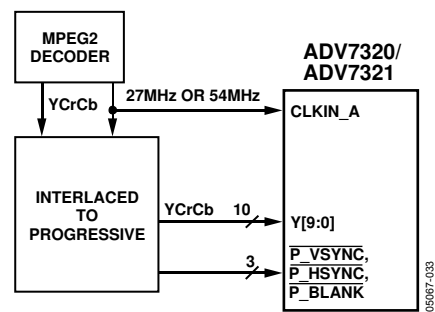 MPEG2
DECODER
ADV7320/
ADV7321
YCrCb
27MHz OR 54MHz
CLKIN_A
INTERLACED
TO
PROGRESSIVE
YCrCb
10
Y[9:0]
3
P_VSYNC,
P_HSYNC,
P_BLANK
05067-033